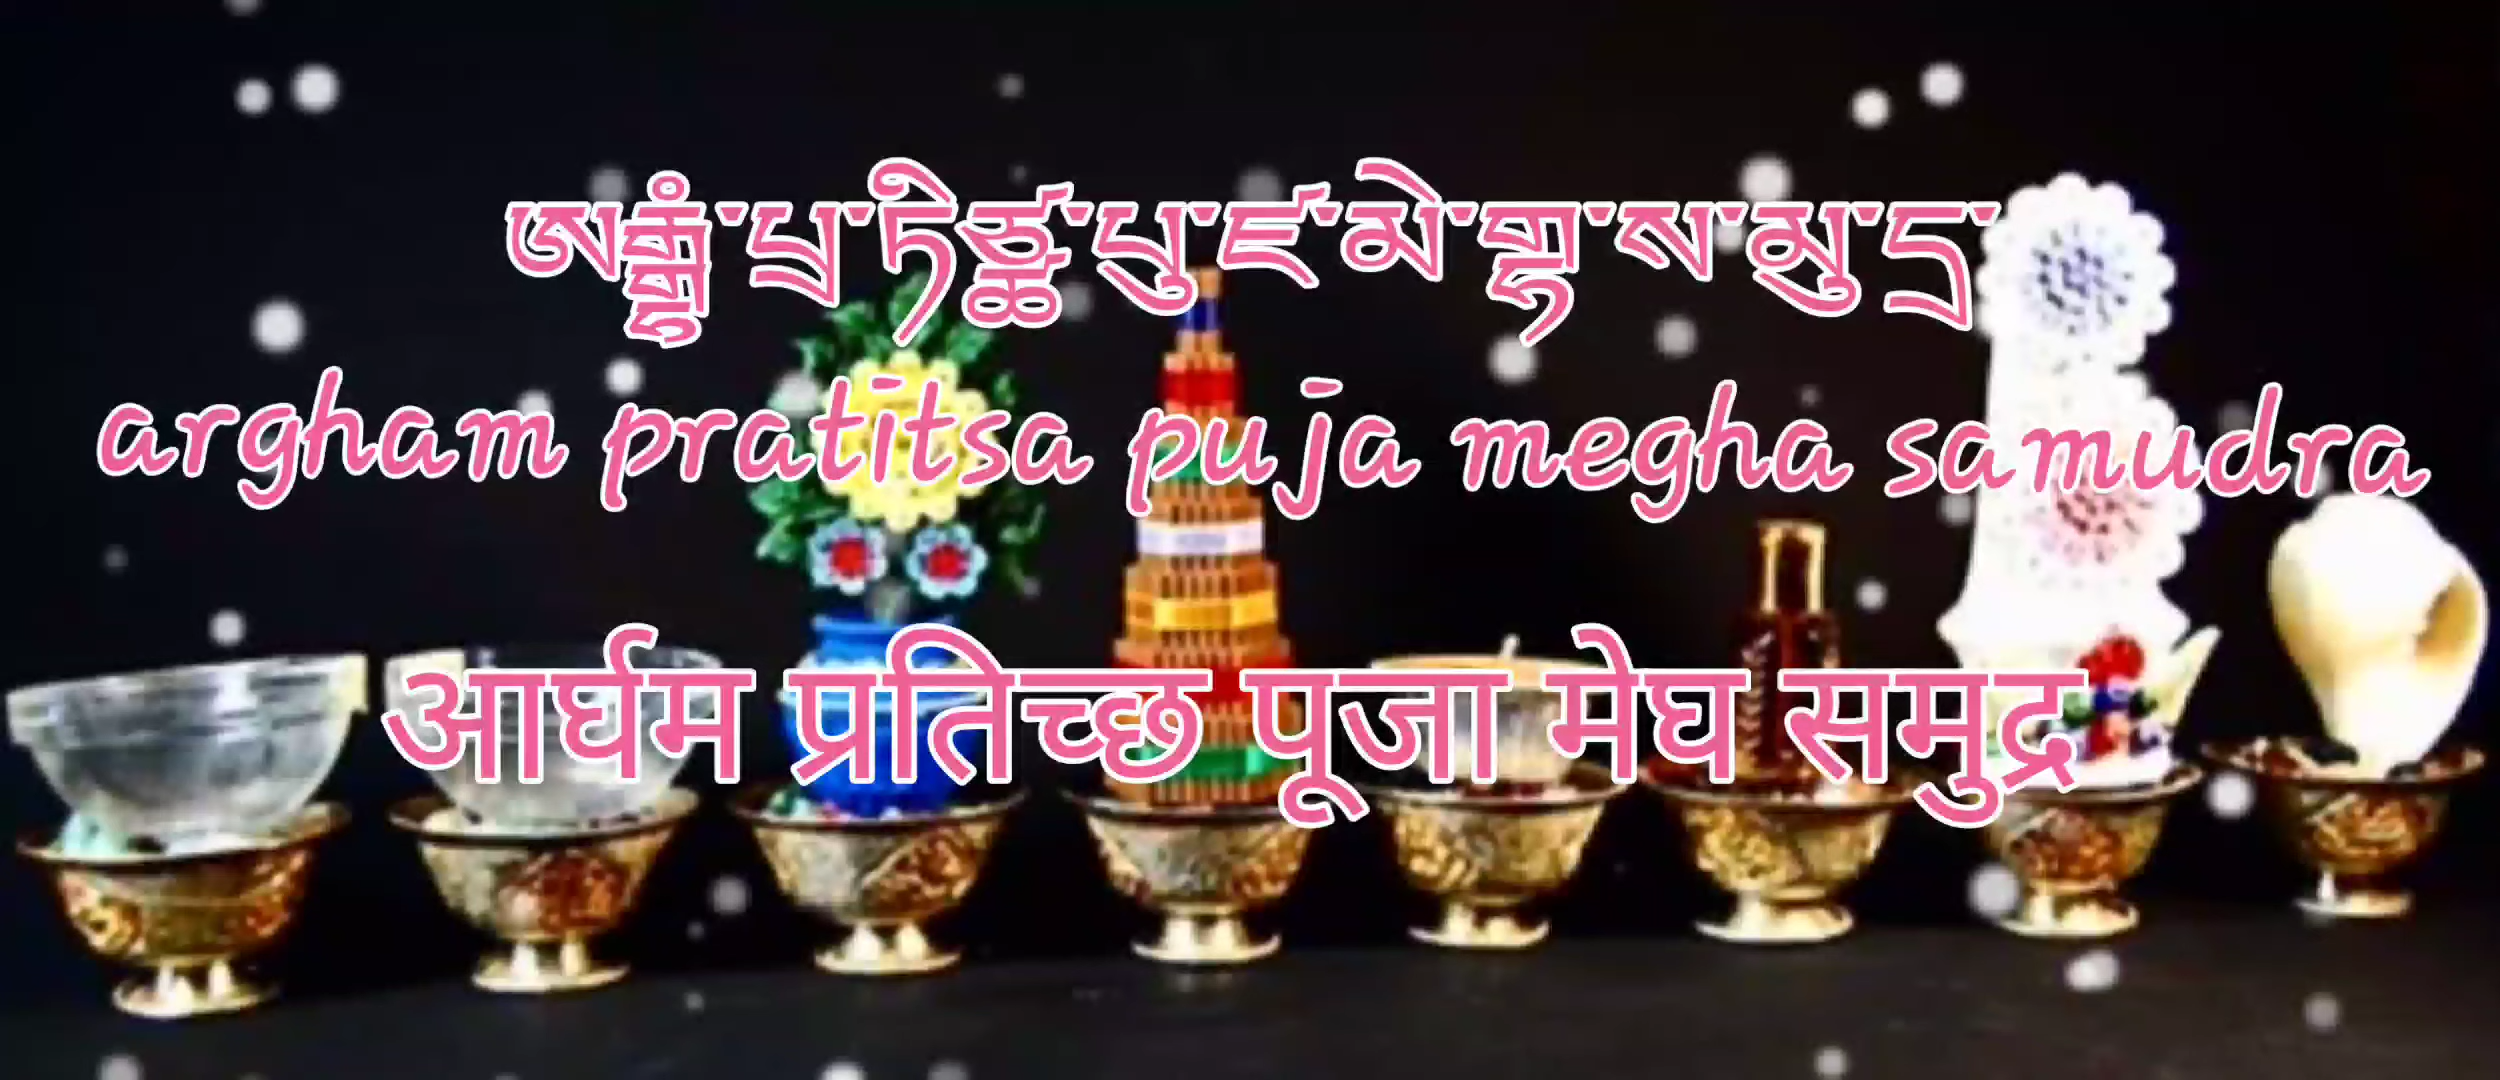 ཨརྒྷཾ་པྲ་ཏཱིཙྪ་པུ་ཛ་མེ་གྷ་ས་མུ་དྲ་
argham pratitsa puja megha samudra
आर्घम प्रतिच्छ पूजा मेघ समुद्र